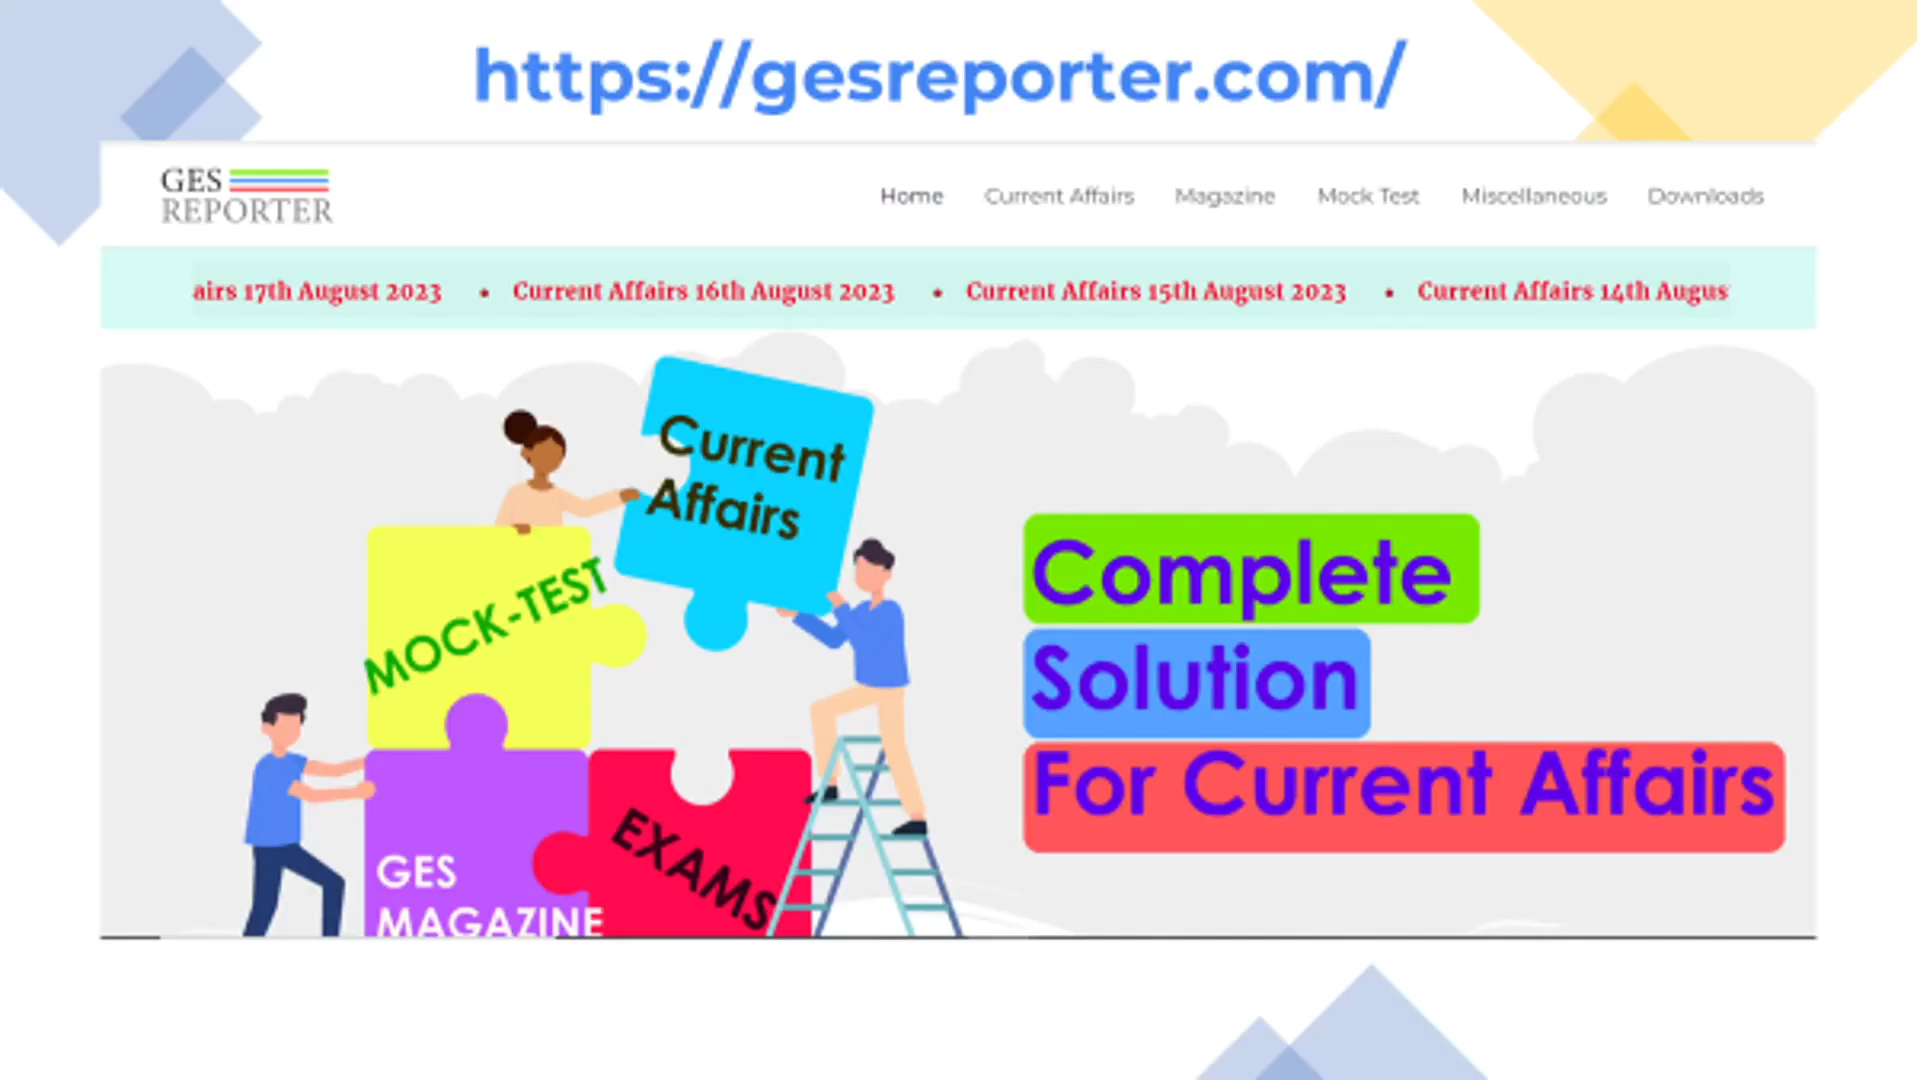 https://gesreporter.com/
GES
REPORTER
Home Current Affairs Magazine Mock Test Miscellaneous Downloads
airs 17th August 2023 • Current Affairs 16th August 2023 • Current Affairs 15th August 2023 • Current Affairs 14th Augus
Current
Affairs
MOCK-TEST
GES
MAGAZINE
EXAMS
Complete
Solution
For Current Affairs